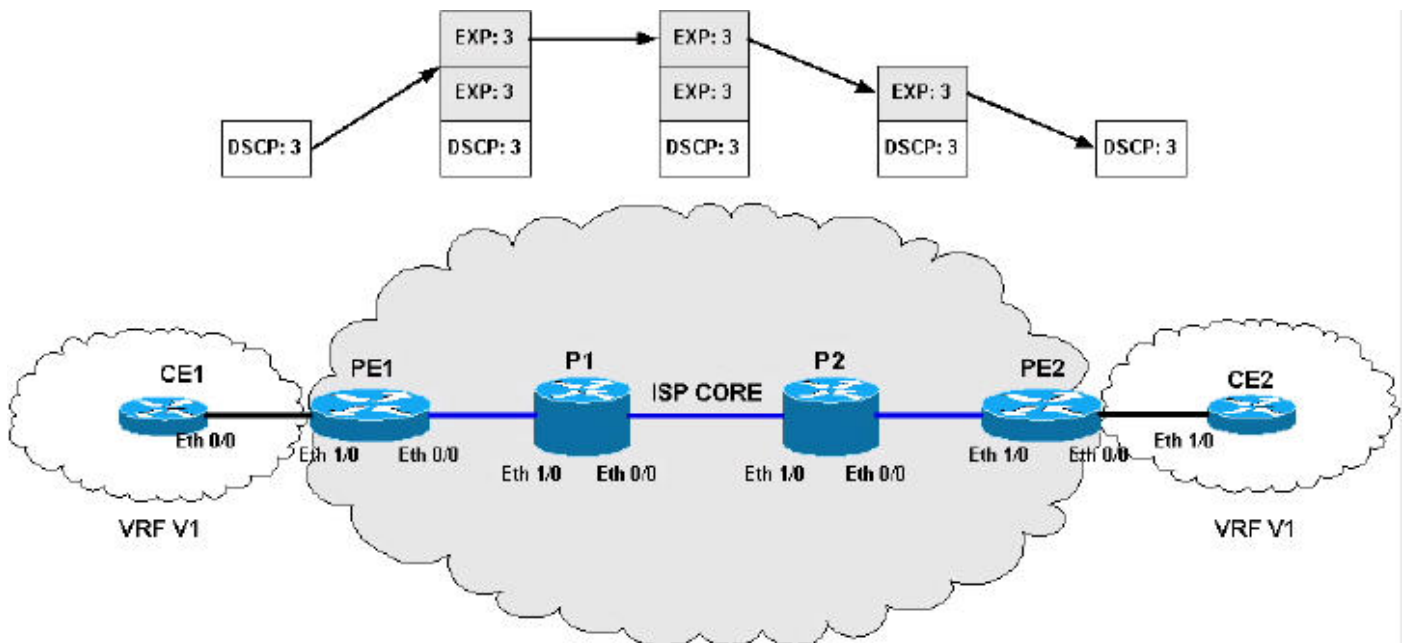 EXP: 3 EXP: 3
EXP: 3 EXP: 3 EXP: 3
DSCP: 3 DSCP: 3 DSCP: 3 DSCP: 3 DSCP: 3
P1 P2
CE1 PE1 ISP CORE PE2 CE2
Eth 0/0 Eth 1/0 Eth 0/0 Eth 1/0 Eth 0/0 Eth 1/0 Eth 0/0 Eth 1/0 Eth 0/0 Eth 1/0
VRF V1 VRF V1